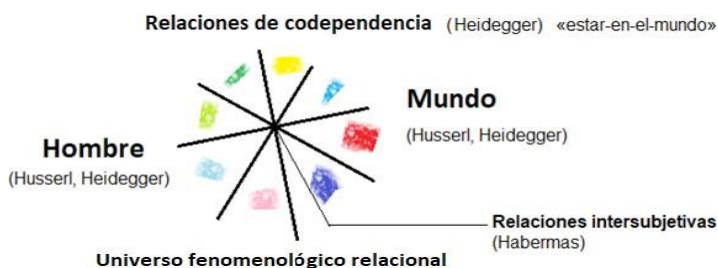 Relaciones de codependencia (Heidegger) «estar-en-el-mundo»
Mundo
(Husserl, Heidegger)
Hombre
(Husserl, Heidegger)
Relaciones intersubjetivas
(Habermas)
Universo fenomenológico relacional